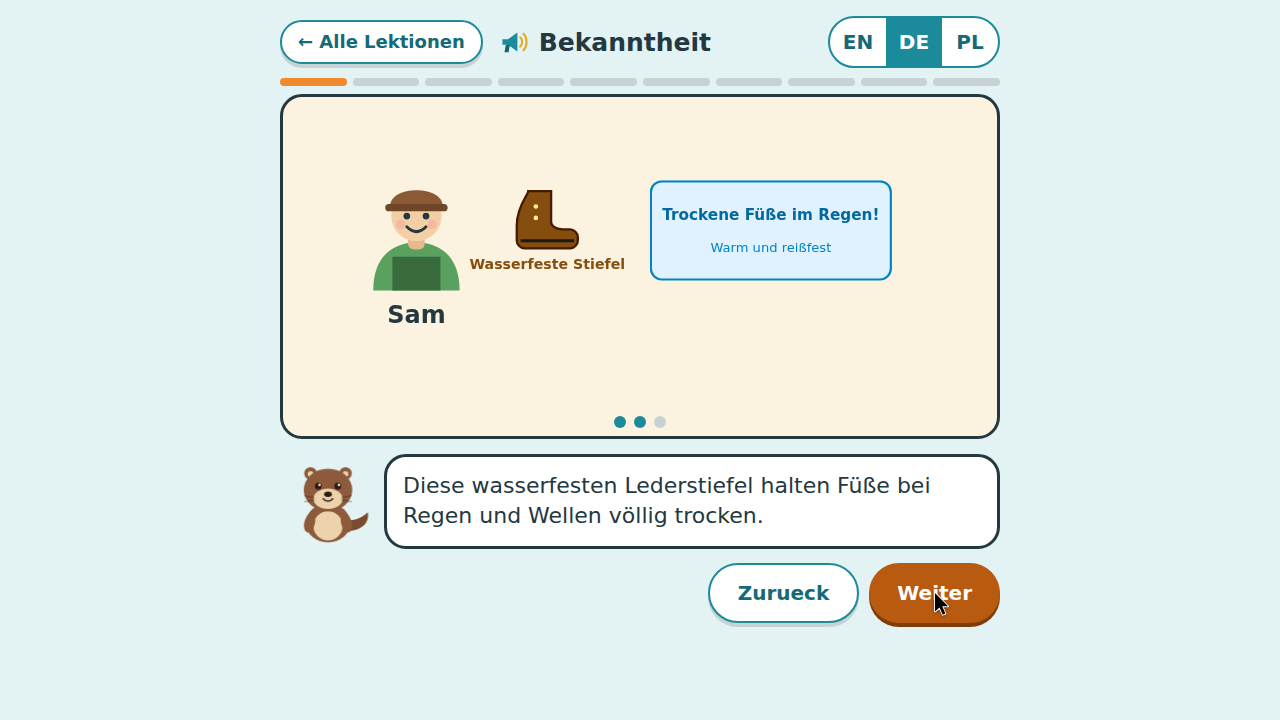 ← Alle Lektionen
Bekanntheit
EN
DE
PL
Trockene Füße im Regen!
Warm und reißfest
Wasserfeste Stiefel
Sam
Diese wasserfesten Lederstiefel halten Füße bei
Regen und Wellen völlig trocken.
Zurueck
Weiter